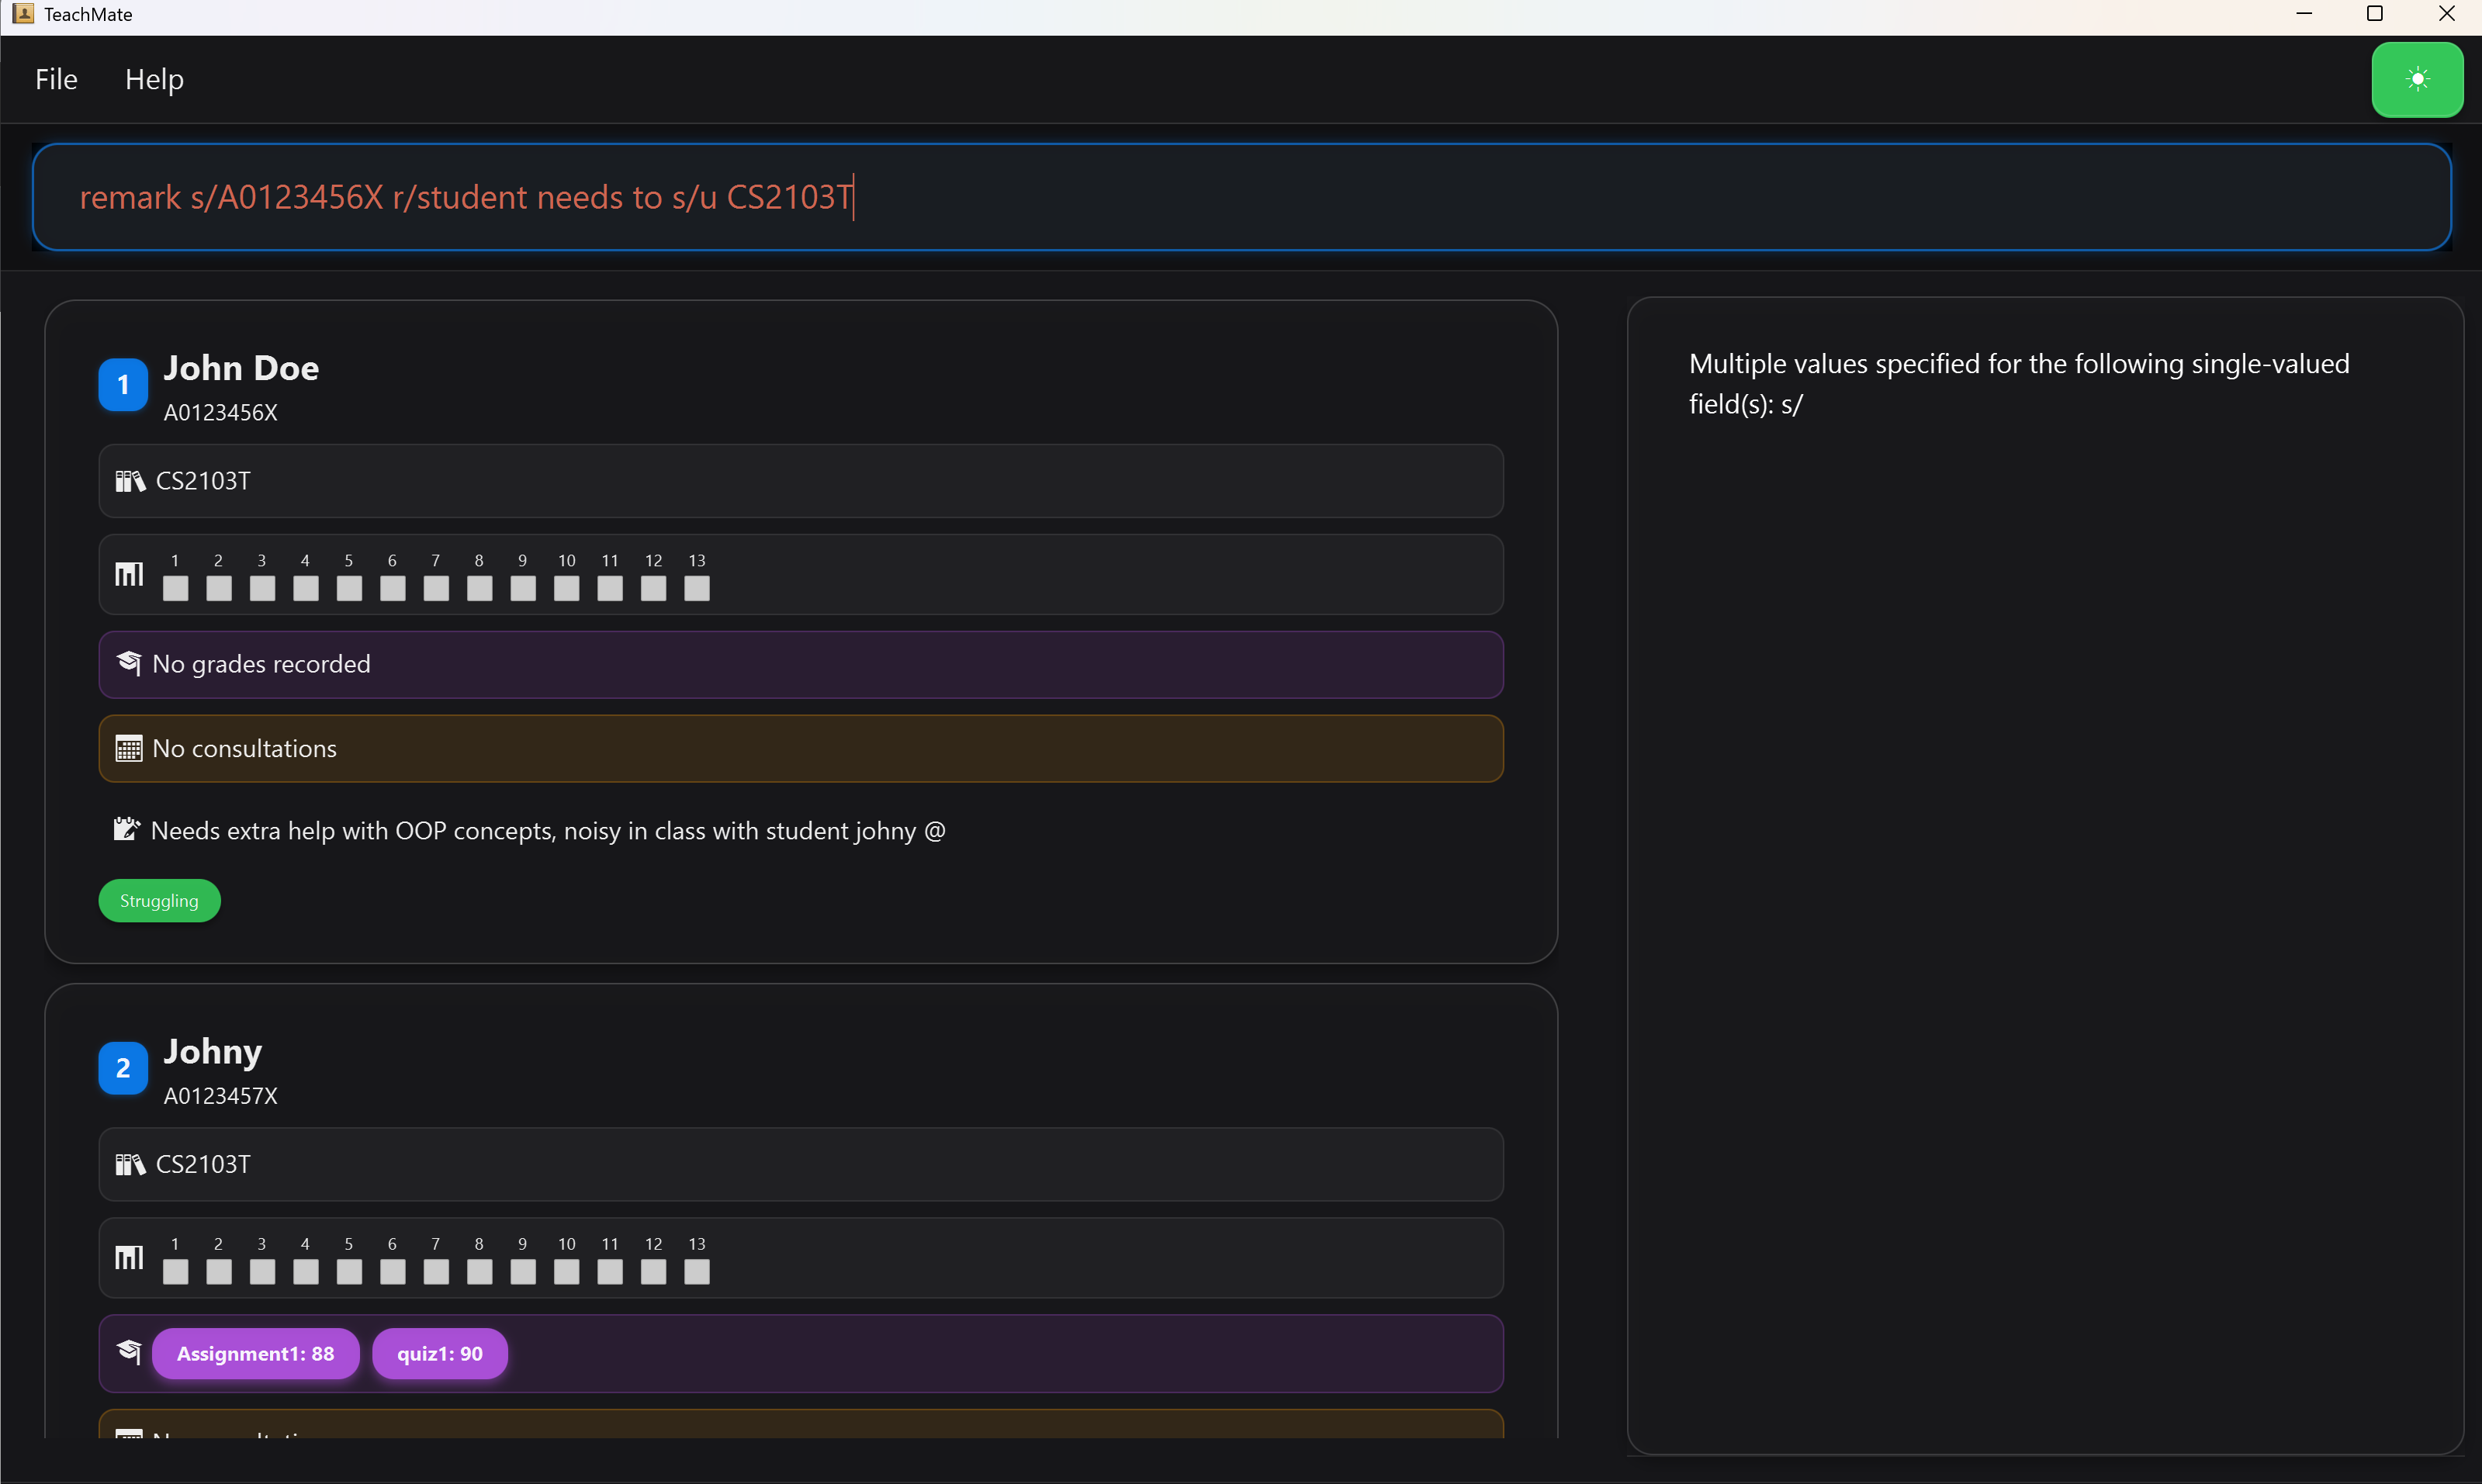 TeachMate
File Help
remark s/A0123456X r/student needs to s/u CS2103T
1 John Doe
A0123456X
CS2103T
1 2 3 4 5 6 7 8 9 10 11 12 13
No grades recorded
No consultations
Needs extra help with OOP concepts, noisy in class with student johny @
Struggling
2 Johny
A0123457X
CS2103T
1 2 3 4 5 6 7 8 9 10 11 12 13
Assignment1: 88 quiz1: 90
Multiple values specified for the following single-valued
field(s): s/